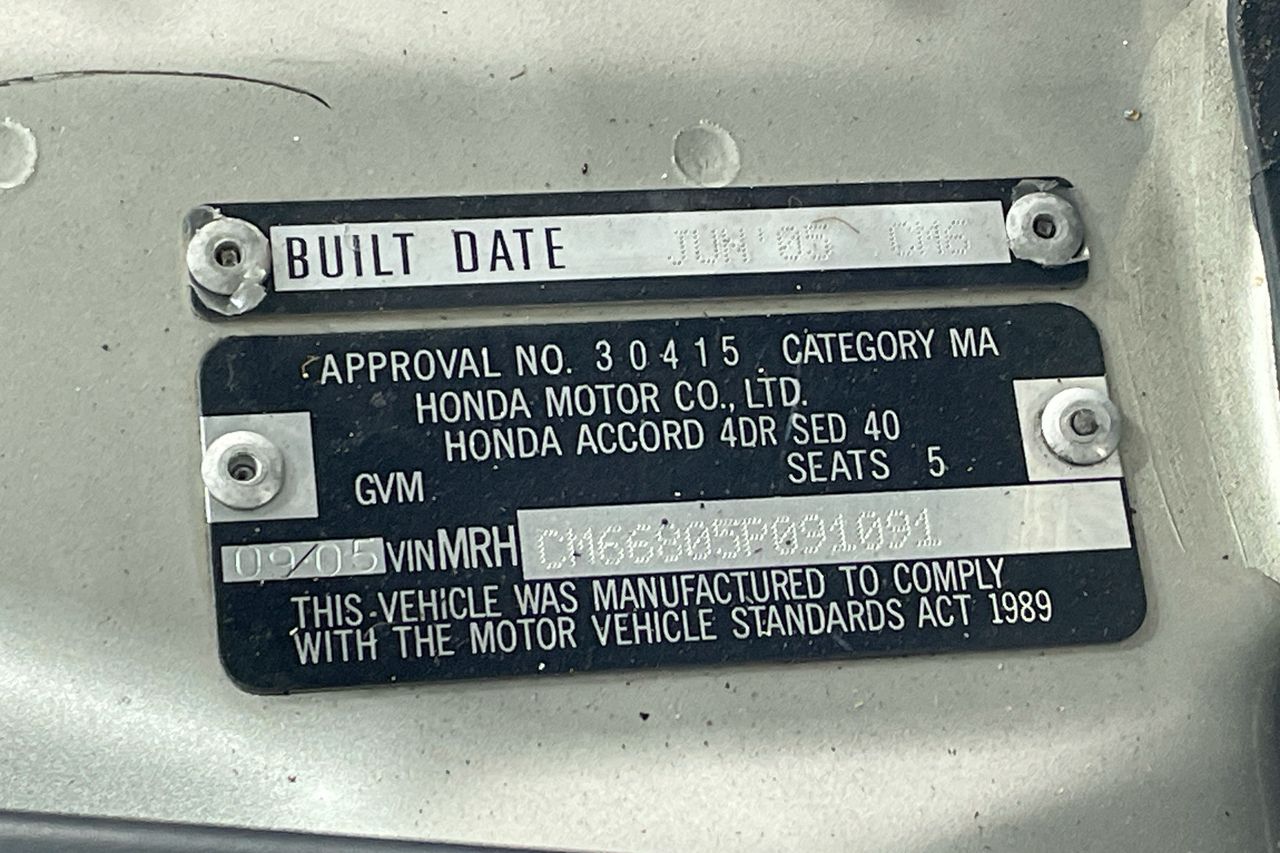 BUILT DATE JUN'05 CM6
APPROVAL NO. 30415 CATEGORY MA
HONDA MOTOR CO., LTD.
HONDA ACCORD 4DR SED 40
SEATS 5
GVM
09/05 VIN MRH CM66805P091091
THIS VEHICLE WAS MANUFACTURED TO COMPLY
WITH THE MOTOR VEHICLE STANDARDS ACT 1989